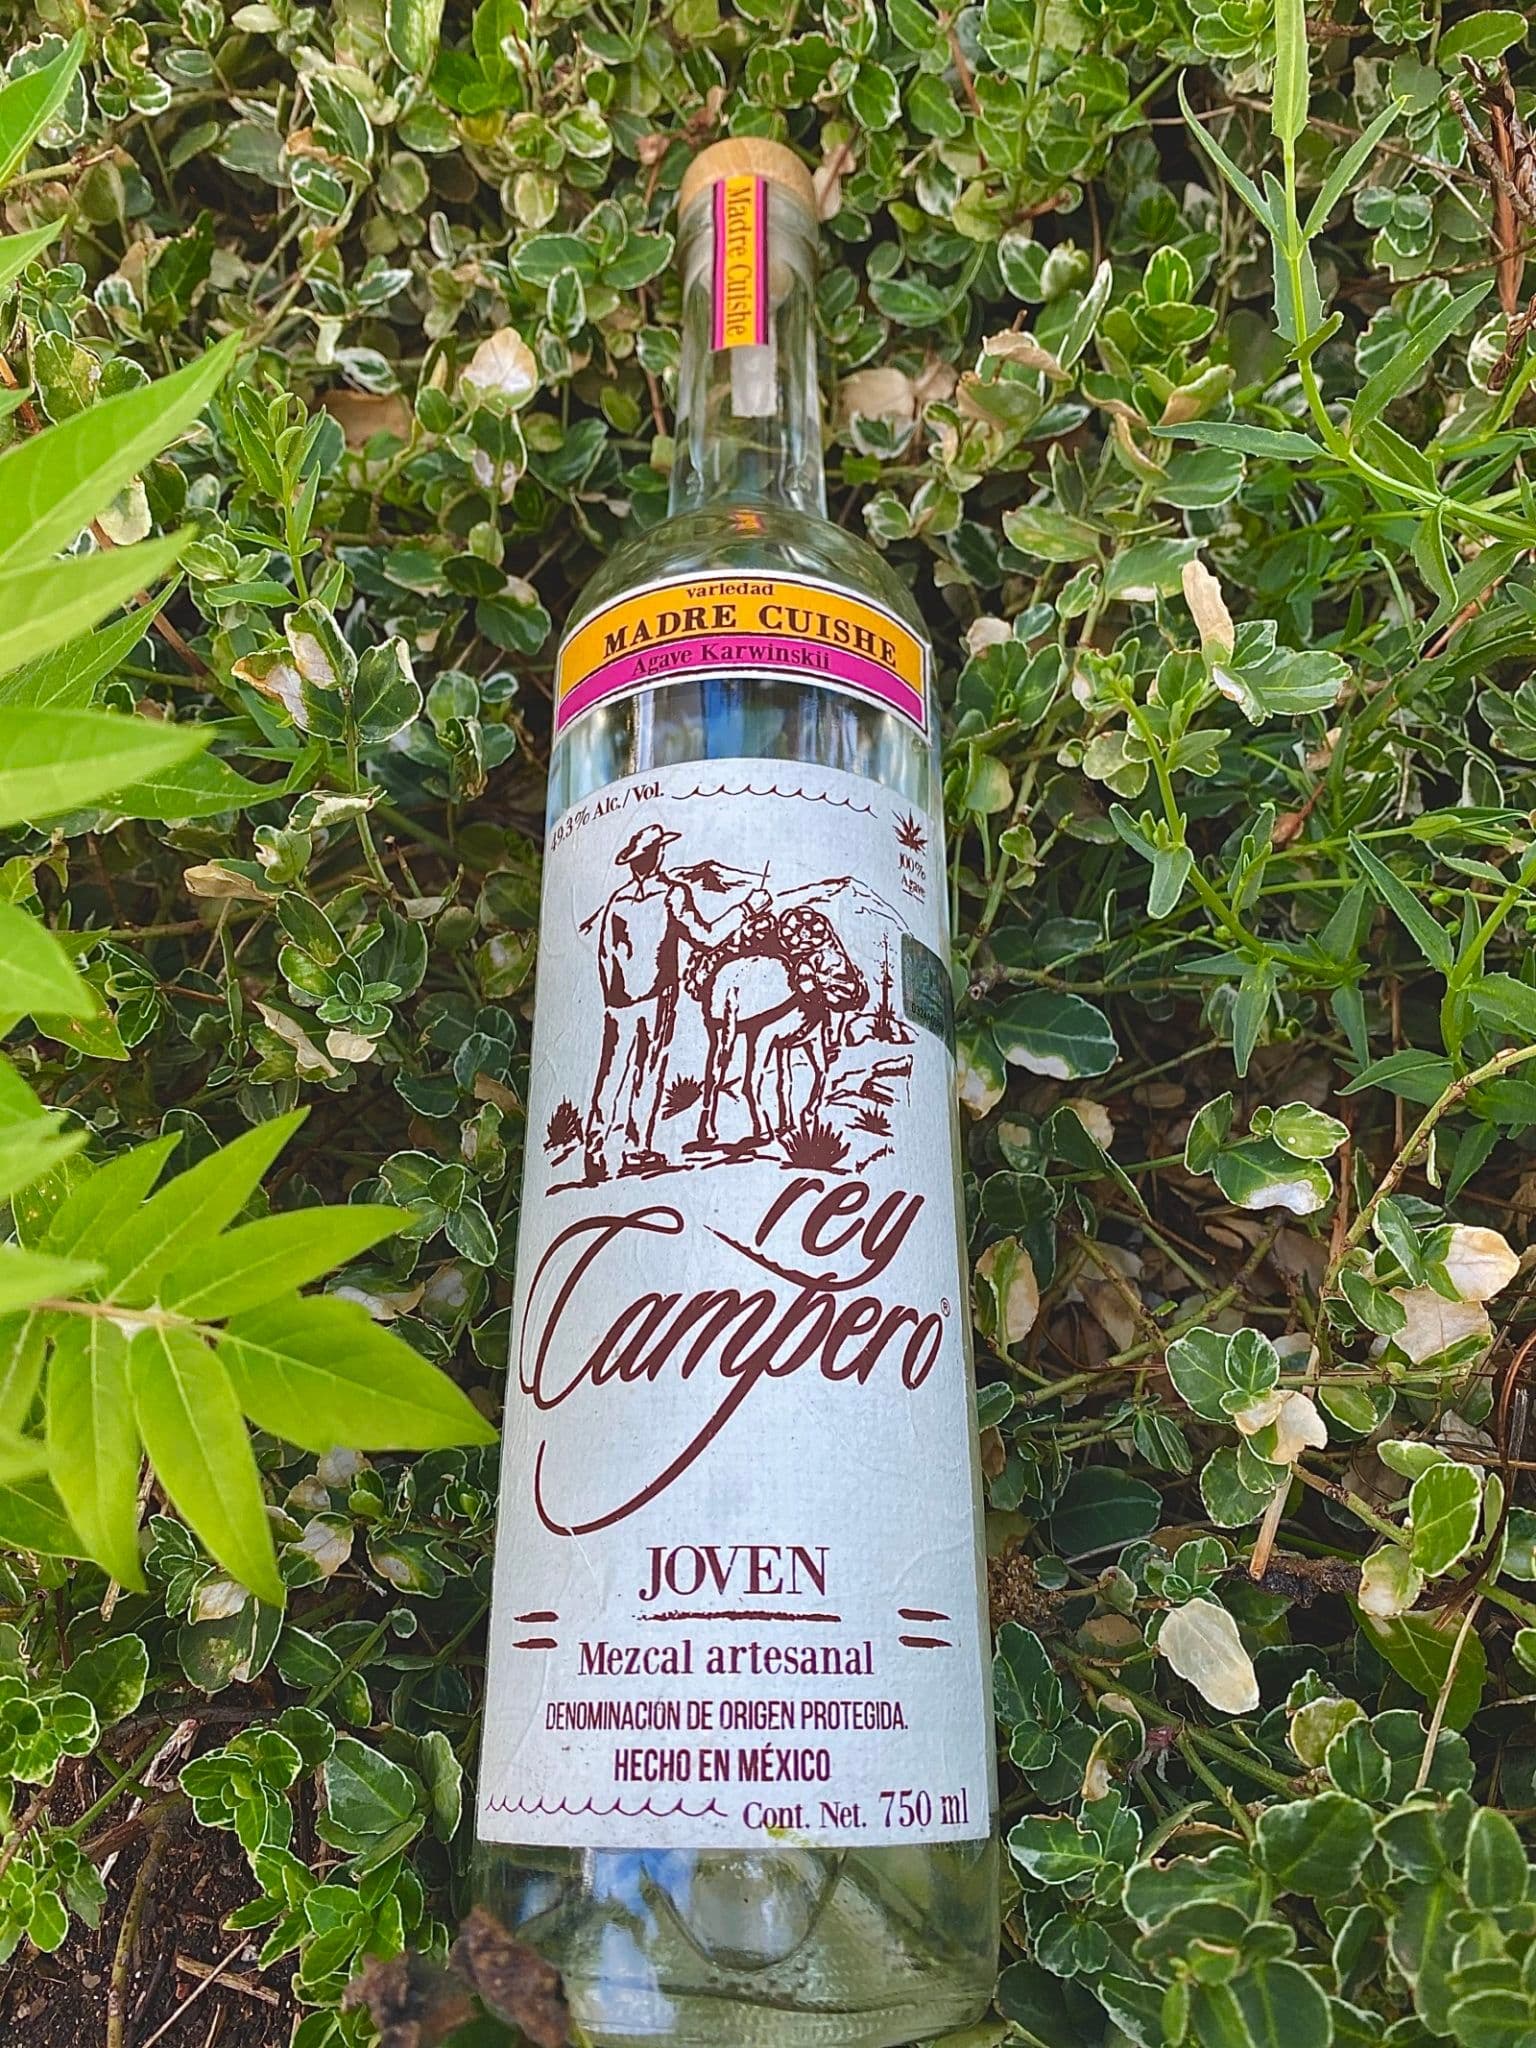 Madre Cuishe
variedad
MADRE CUISHE
Agave Karwinskii
49.3% Alc./Vol.
100%
Agave
rey
Campero®
JOVEN
Mezcal artesanal
DENOMINACIÓN DE ORIGEN PROTEGIDA.
HECHO EN MÉXICO
Cont. Net. 750 ml